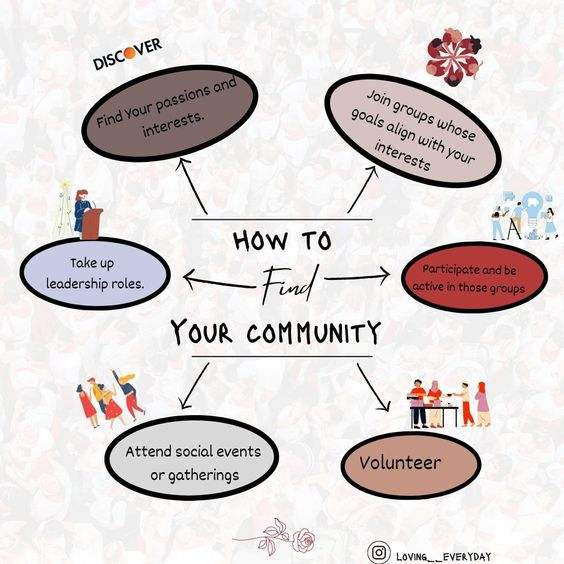 DISCOVER
Find Your passions and
interests.
Join groups whose
goals align with your
interests
HOW TO
Find
YOUR COMMUNITY
Take up
leadership roles.
Participate and be
active in those groups
Attend social events
or gatherings
Volunteer
LOVING__EVERYDAY